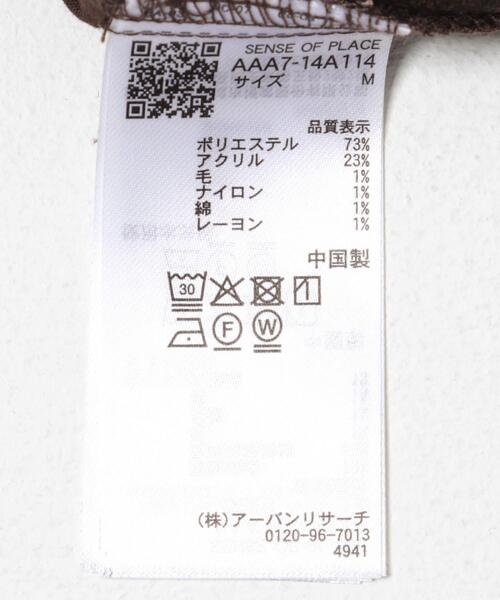 SENSE OF PLACE
AAA7-14A114
サイズ M
品質表示
ポリエステル 73%
アクリル 23%
毛 1%
ナイロン 1%
綿 1%
レーヨン 1%
中国製
30
F W
(株)アーバンリサーチ
0120-96-7013
4941